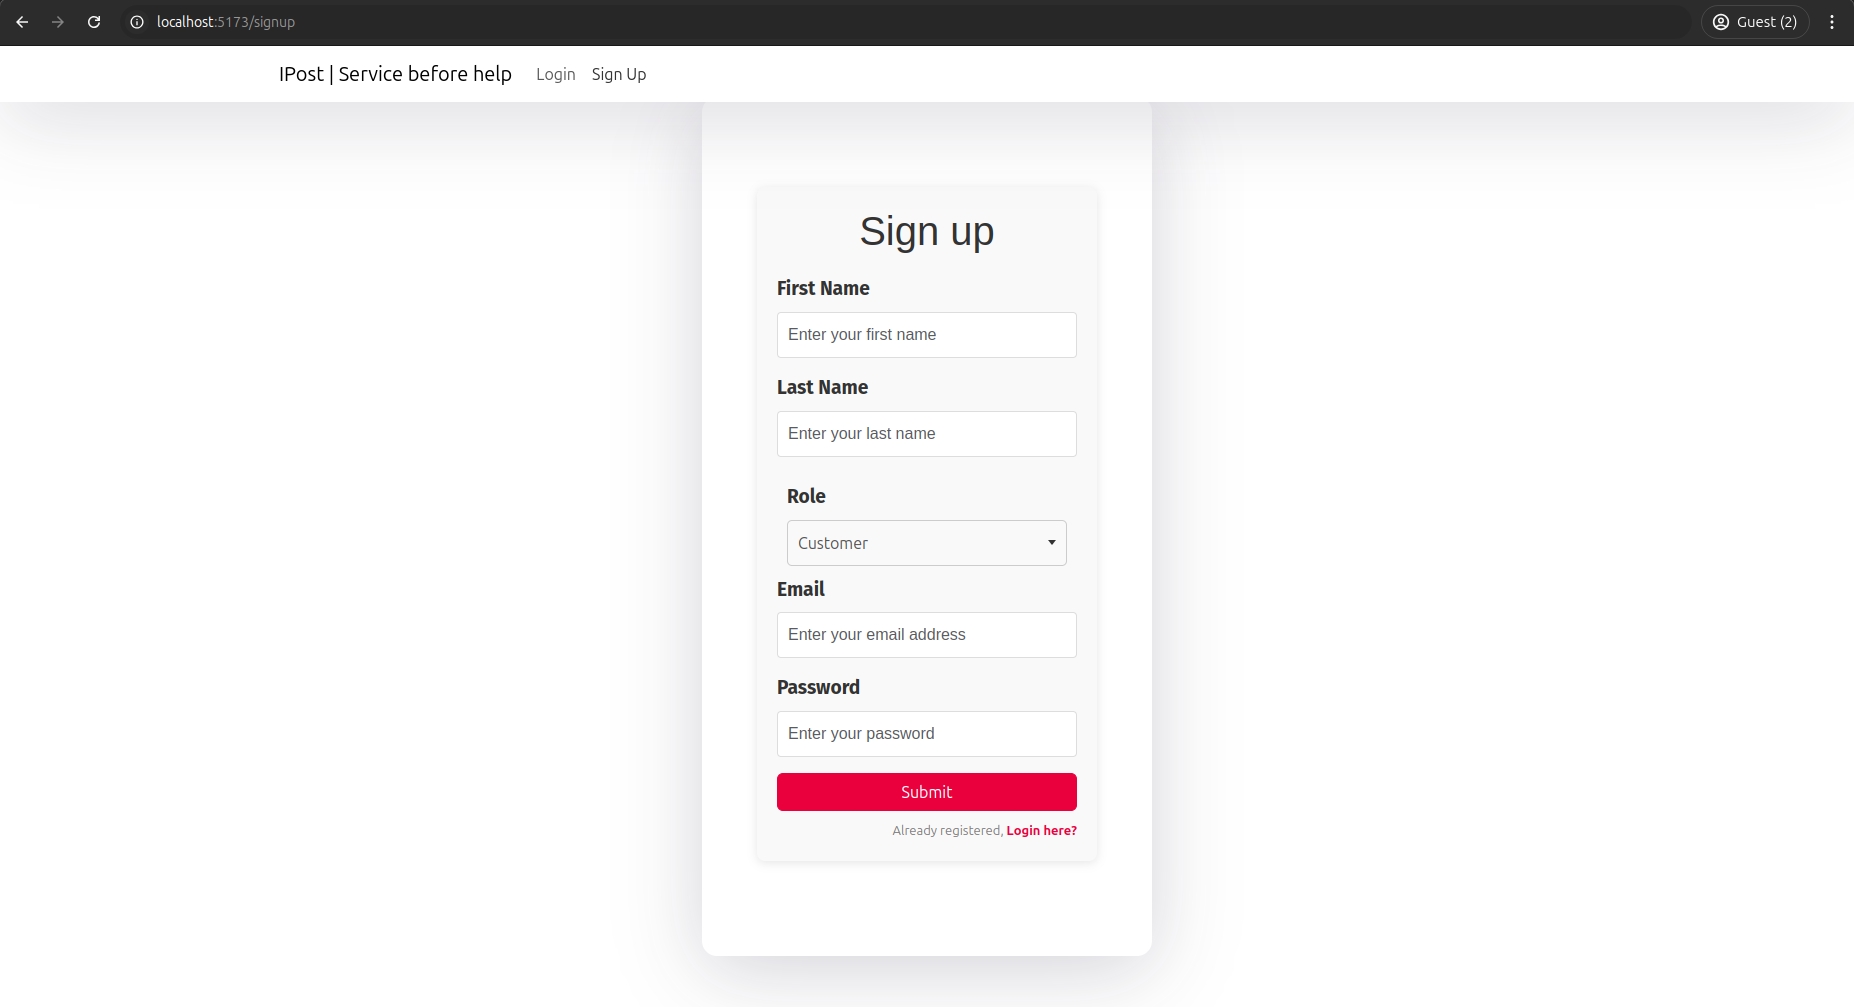 localhost:5173/signup
Guest (2)
IPost | Service before help Login Sign Up
Sign up
First Name
Enter your first name
Last Name
Enter your last name
Role
Customer
Email
Enter your email address
Password
Enter your password
Submit
Already registered, Login here?